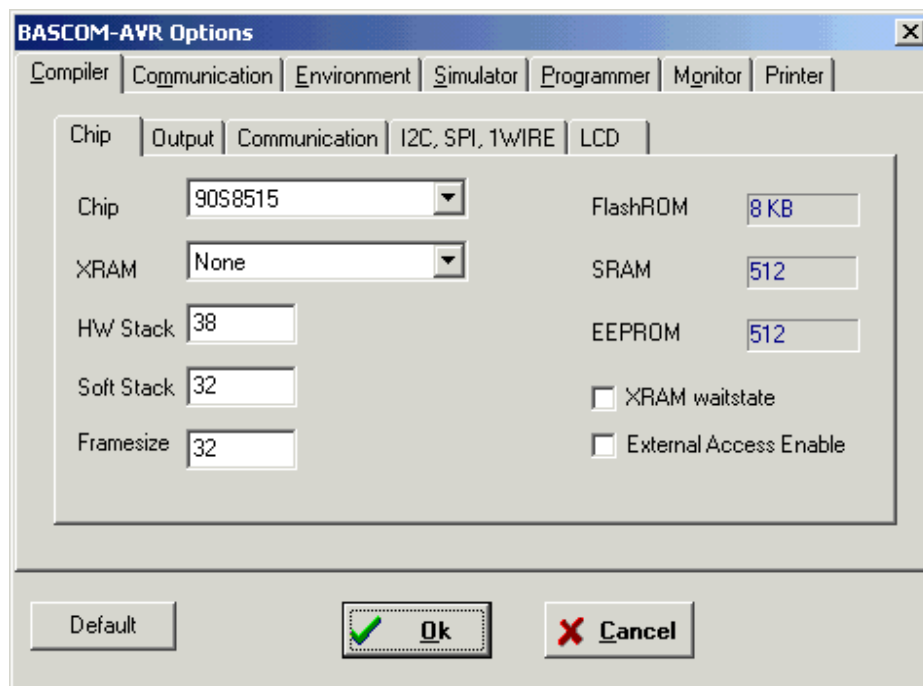 BASCOM-AVR Options
Compiler Communication Environment Simulator Programmer Monitor Printer
Chip Output Communication I2C, SPI, 1WIRE LCD
Chip 90S8515 FlashROM 8 KB
XRAM None SRAM 512
HW Stack 38 EEPROM 512
Soft Stack 32 XRAM waitstate
Framesize 32 External Access Enable
Default Ok Cancel